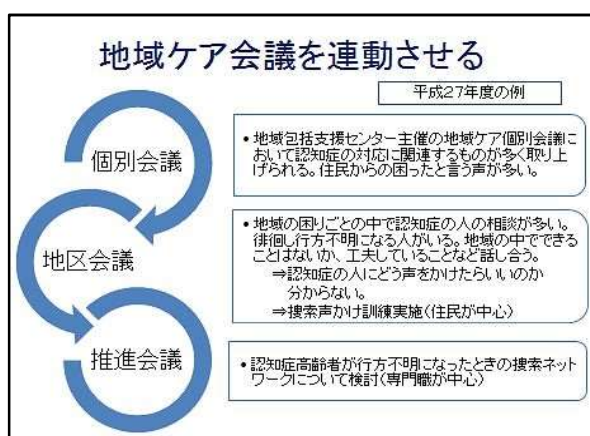 地域ケア会議を連動させる
平成27年度の例
個別会議
•地域包括支援センター主催の地域ケア個別会議に
おいて認知症の対応に関連するものが多く取り上
げられる。住民からの困ったと言う声が多い。
地区会議
•地域の困りごとの中で認知症の人の相談が多い。
徘徊し行方不明になる人がいる。地域の中でできる
ことはないか、工夫していることなど話し合う。
⇒認知症の人にどう声をかけたらいいのか
分からない。
⇒捜索声かけ訓練実施(住民が中心)
推進会議
•認知症高齢者が行方不明になったときの捜索ネット
ワークについて検討(専門職が中心)